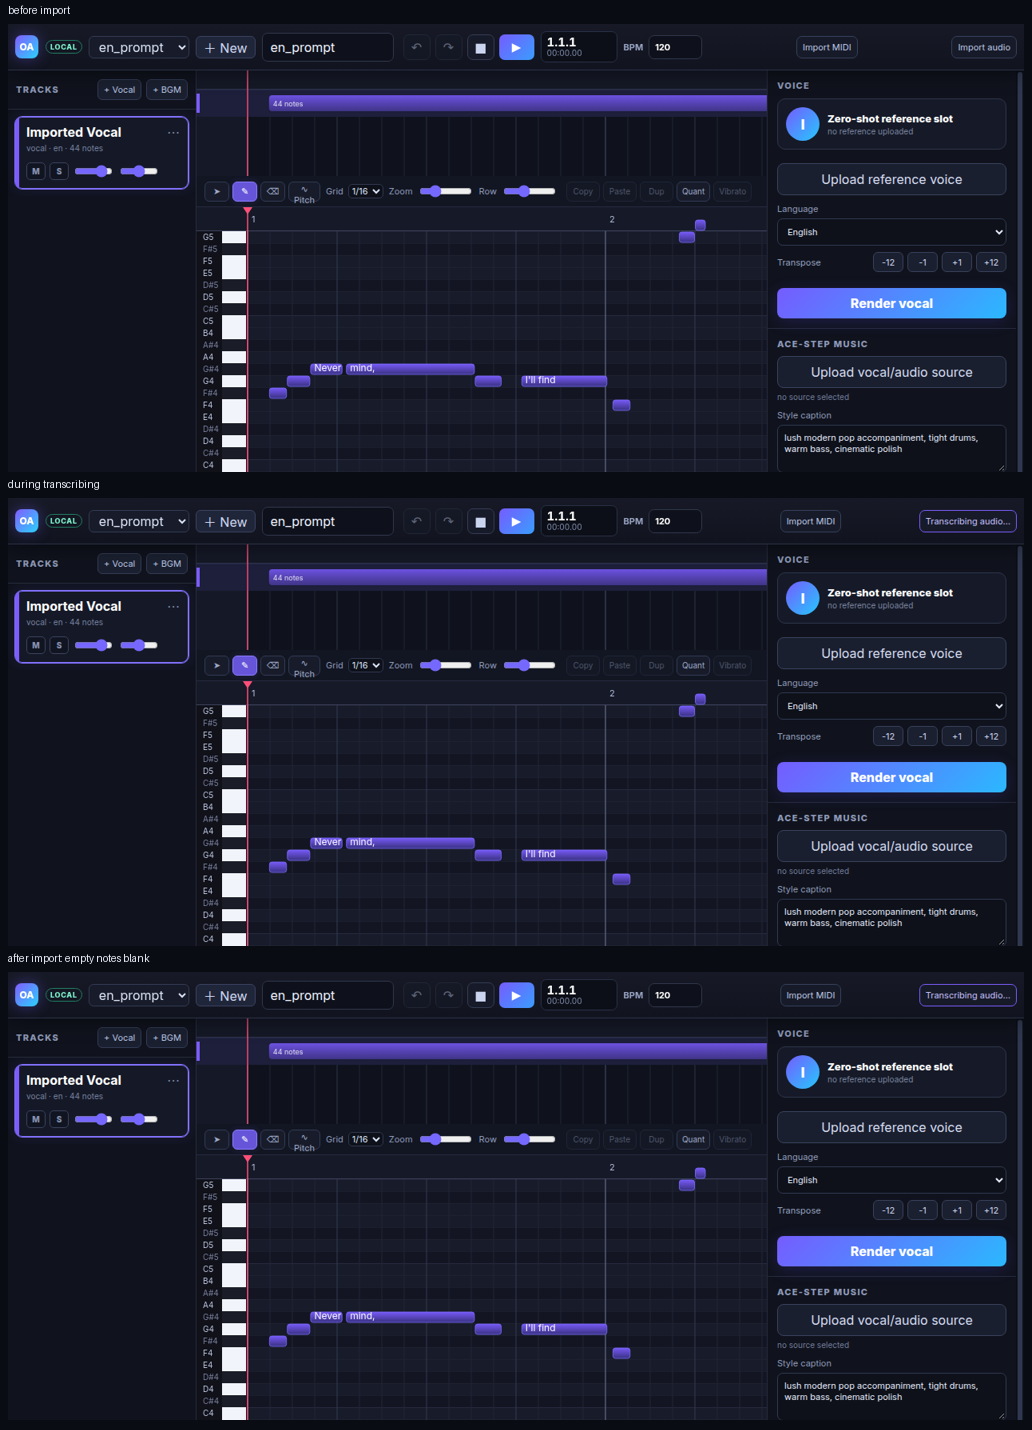 before import
OA LOCAL en_prompt + New en_prompt ↶ ↷ ■ ▶ 1.1.1 00:00.00 BPM 120 Import MIDI Import audio
TRACKS + Vocal + BGM
Imported Vocal ...
vocal · en · 44 notes
M S
44 notes
➤ ✎ ⌫ ∿ Pitch Grid 1/16 Zoom Row Copy Paste Dup Quant Vibrato
1 2
G5
F#5
F5
E5
D#5
D5
C#5
C5
B4
A#4
A4
G#4 Never mind,
G4 I'll find
F#4
F4
E4
D#4
D4
C#4
C4
VOICE
I Zero-shot reference slot
no reference uploaded
Upload reference voice
Language
English
Transpose -12 -1 +1 +12
Render vocal
ACE-STEP MUSIC
Upload vocal/audio source
no source selected
Style caption
lush modern pop accompaniment, tight drums,
warm bass, cinematic polish
during transcribing
OA LOCAL en_prompt + New en_prompt ↶ ↷ ■ ▶ 1.1.1 00:00.00 BPM 120 Import MIDI Transcribing audio...
TRACKS + Vocal + BGM
Imported Vocal ...
vocal · en · 44 notes
M S
44 notes
➤ ✎ ⌫ ∿ Pitch Grid 1/16 Zoom Row Copy Paste Dup Quant Vibrato
1 2
G5
F#5
F5
E5
D#5
D5
C#5
C5
B4
A#4
A4
G#4 Never mind,
G4 I'll find
F#4
F4
E4
D#4
D4
C#4
C4
VOICE
I Zero-shot reference slot
no reference uploaded
Upload reference voice
Language
English
Transpose -12 -1 +1 +12
Render vocal
ACE-STEP MUSIC
Upload vocal/audio source
no source selected
Style caption
lush modern pop accompaniment, tight drums,
warm bass, cinematic polish
after import: empty notes blank
OA LOCAL en_prompt + New en_prompt ↶ ↷ ■ ▶ 1.1.1 00:00.00 BPM 120 Import MIDI Transcribing audio...
TRACKS + Vocal + BGM
Imported Vocal ...
vocal · en · 44 notes
M S
44 notes
➤ ✎ ⌫ ∿ Pitch Grid 1/16 Zoom Row Copy Paste Dup Quant Vibrato
1 2
G5
F#5
F5
E5
D#5
D5
C#5
C5
B4
A#4
A4
G#4 Never mind,
G4 I'll find
F#4
F4
E4
D#4
D4
C#4
C4
VOICE
I Zero-shot reference slot
no reference uploaded
Upload reference voice
Language
English
Transpose -12 -1 +1 +12
Render vocal
ACE-STEP MUSIC
Upload vocal/audio source
no source selected
Style caption
lush modern pop accompaniment, tight drums,
warm bass, cinematic polish